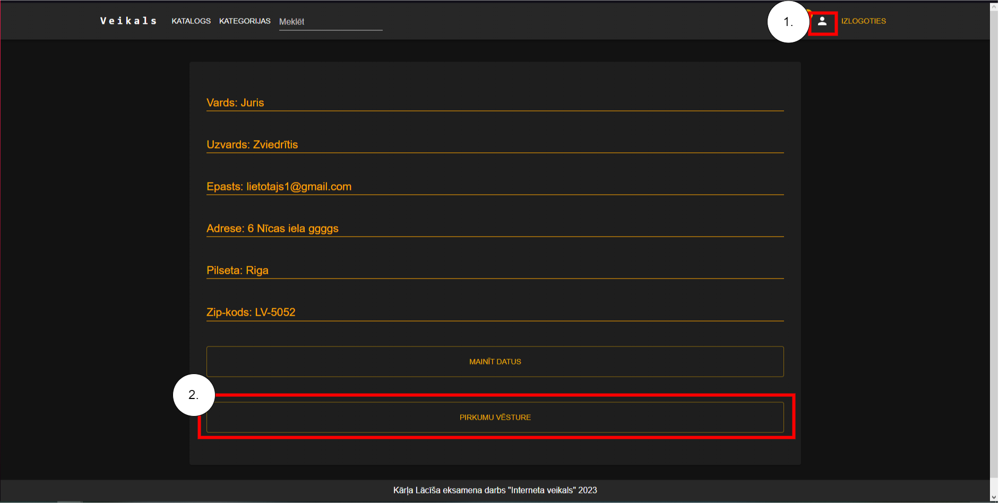 Veikals KATALOGS KATEGORIJAS Meklēt 1. IZLOGOTIES
Vards: Juris
Uzvards: Zviedrītis
Epasts: lietotajs1@gmail.com
Adrese: 6 Nīcas iela ggggs
Pilseta: Riga
Zip-kods: LV-5052
MAINĪT DATUS
2.
PIRKUMU VĒSTURE
Kārļa Lācīša eksamena darbs "Interneta veikals" 2023